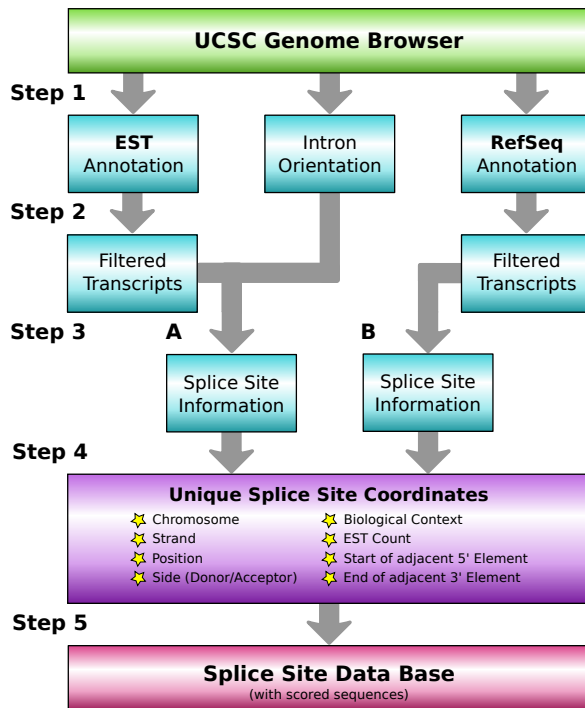 UCSC Genome Browser
Step 1
EST
Annotation
Intron
Orientation
RefSeq
Annotation
Step 2
Filtered
Transcripts
Filtered
Transcripts
Step 3
A
B
Splice Site
Information
Splice Site
Information
Step 4
Unique Splice Site Coordinates
Chromosome
Strand
Position
Side (Donor/Acceptor)
Biological Context
EST Count
Start of adjacent 5' Element
End of adjacent 3' Element
Step 5
Splice Site Data Base
(with scored sequences)